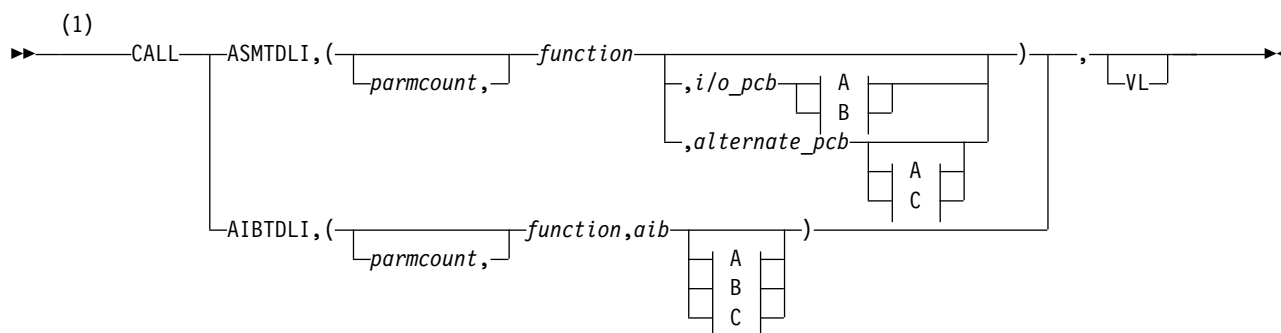 (1)
CALL ASMTDLI,( function ) , 
parmcount, ,i/o_pcb A VL
B
,alternate_pcb
A
C
AIBTDLI,( function,aib )
parmcount, A
B
C